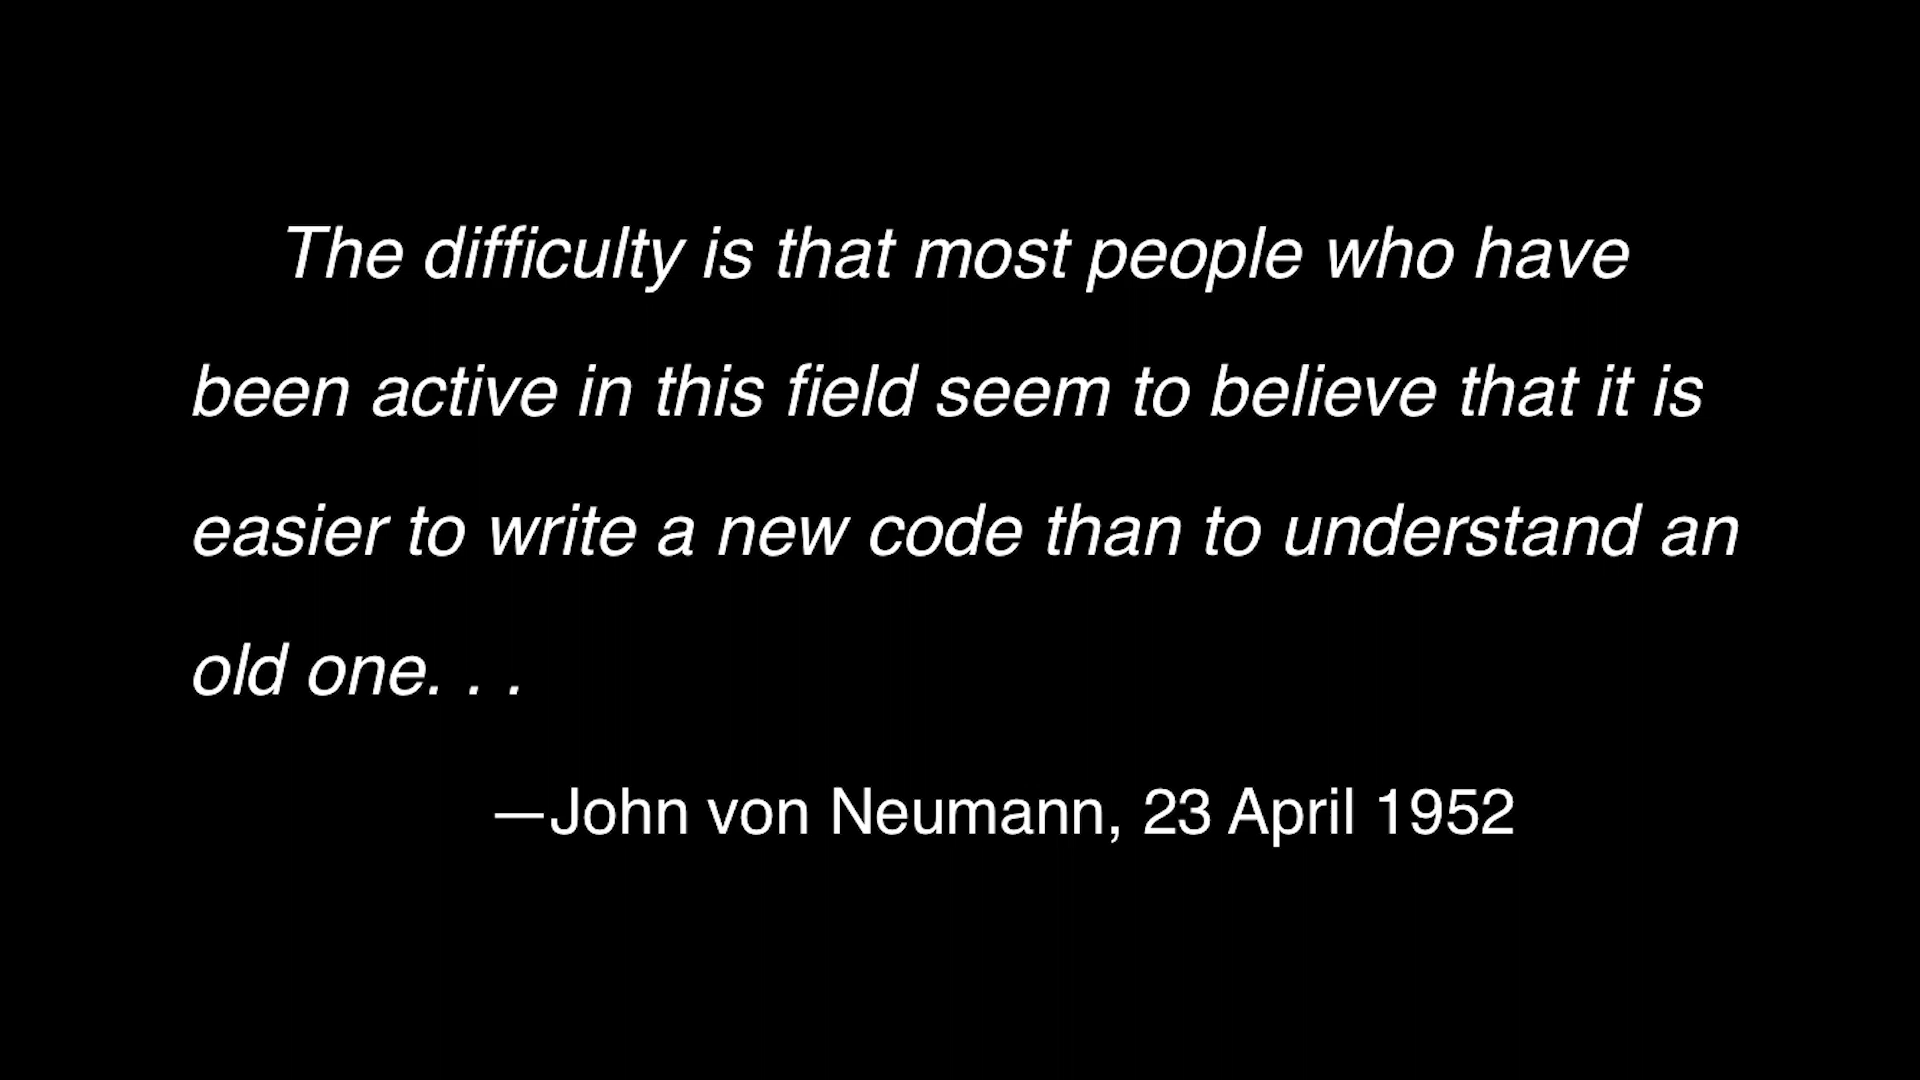 The difficulty is that most people who have
been active in this field seem to believe that it is
easier to write a new code than to understand an
old one. . .
—John von Neumann, 23 April 1952